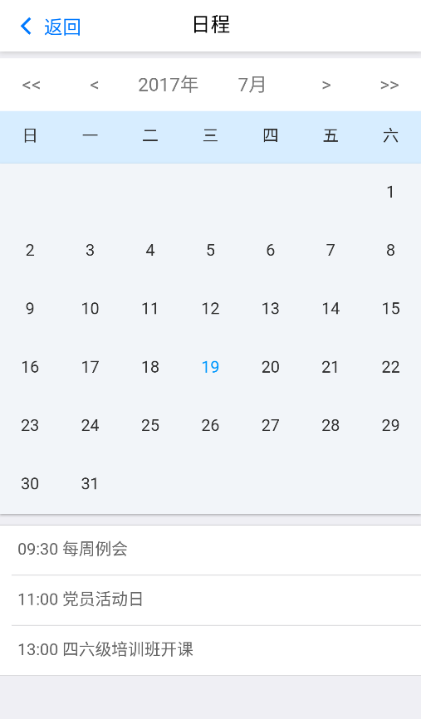 返回 日程
<< < 2017年 7月 > >>
日 一 二 三 四 五 六
1
2 3 4 5 6 7 8
9 10 11 12 13 14 15
16 17 18 19 20 21 22
23 24 25 26 27 28 29
30 31
09:30 每周例会
11:00 党员活动日
13:00 四六级培训班开课